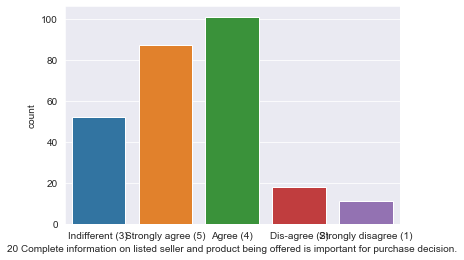 100
80
60
40
20
0
count
Indifferent (3)
Strongly agree (5)
Agree (4)
Dis-agree (2)
Strongly disagree (1)
20 Complete information on listed seller and product being offered is important for purchase decision.